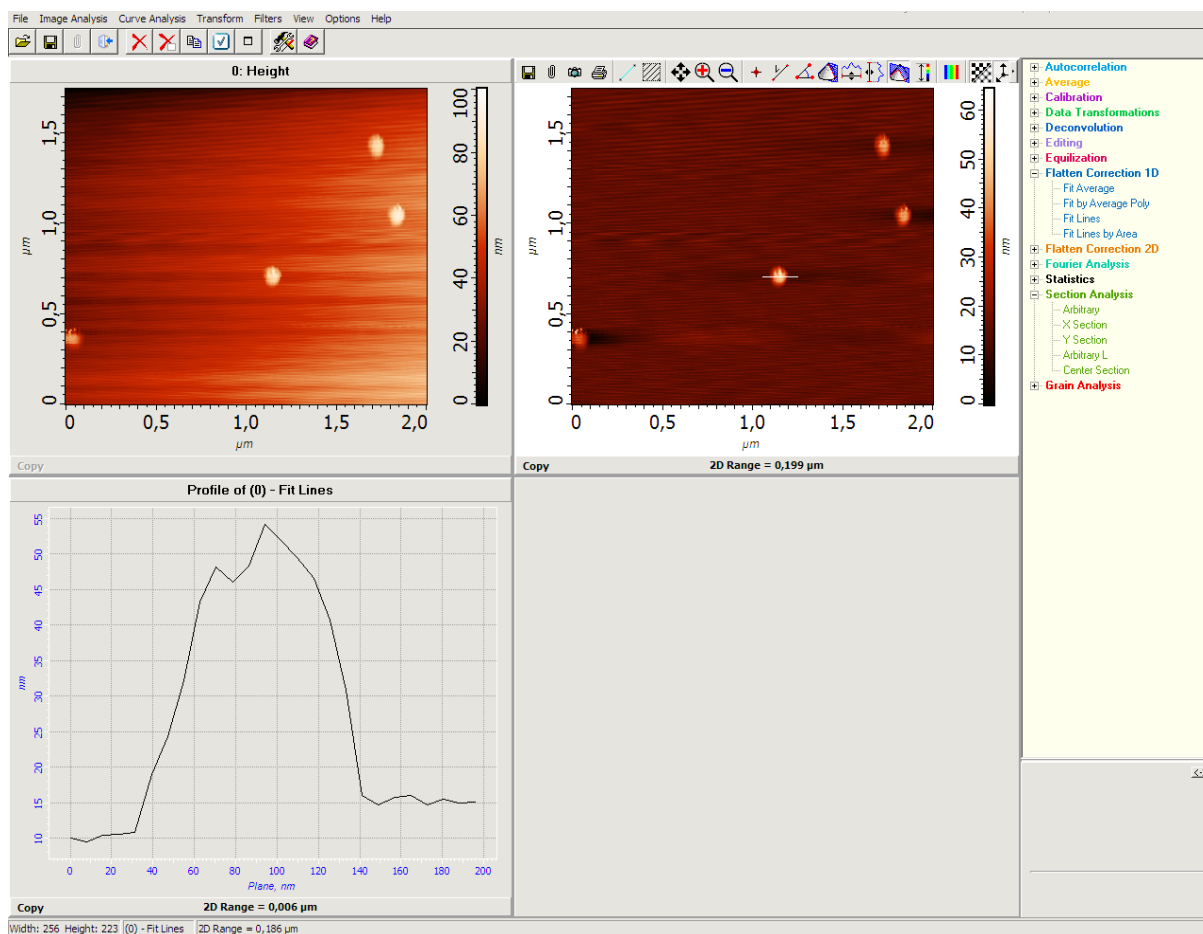 File Image Analysis Curve Analysis Transform Filters View Options Help
0: Height
1,5
1,0
0,5
0
µm
0 0,5 1,0 1,5 2,0
µm
100
80
60
40
20
0
nm
Copy
1,5
1,0
0,5
0
µm
0 0,5 1,0 1,5 2,0
µm
60
50
40
30
20
10
0
nm
Copy 2D Range = 0,199 µm
Autocorrelation
Average
Calibration
Data Transformations
Deconvolution
Editing
Equilization
Flatten Correction 1D
Fit Average
Fit by Average Poly
Fit Lines
Fit Lines by Area
Flatten Correction 2D
Fourier Analysis
Statistics
Section Analysis
Arbitrary
X Section
Y Section
Arbitrary L
Center Section
Grain Analysis
Profile of (0) - Fit Lines
55
50
45
40
35
30
25
20
15
10
nm
0 20 40 60 80 100 120 140 160 180 200
Plane, nm
Copy 2D Range = 0,006 µm
Width: 256 Height: 223 (0) - Fit Lines 2D Range = 0,186 µm